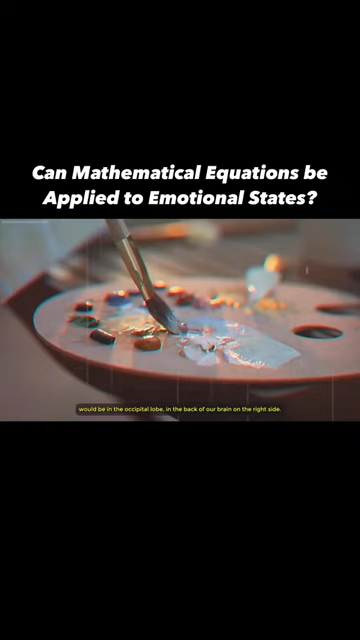 Can Mathematical Equations be
Applied to Emotional States?
would be in the occipital lobe, in the back of our brain on the right side.